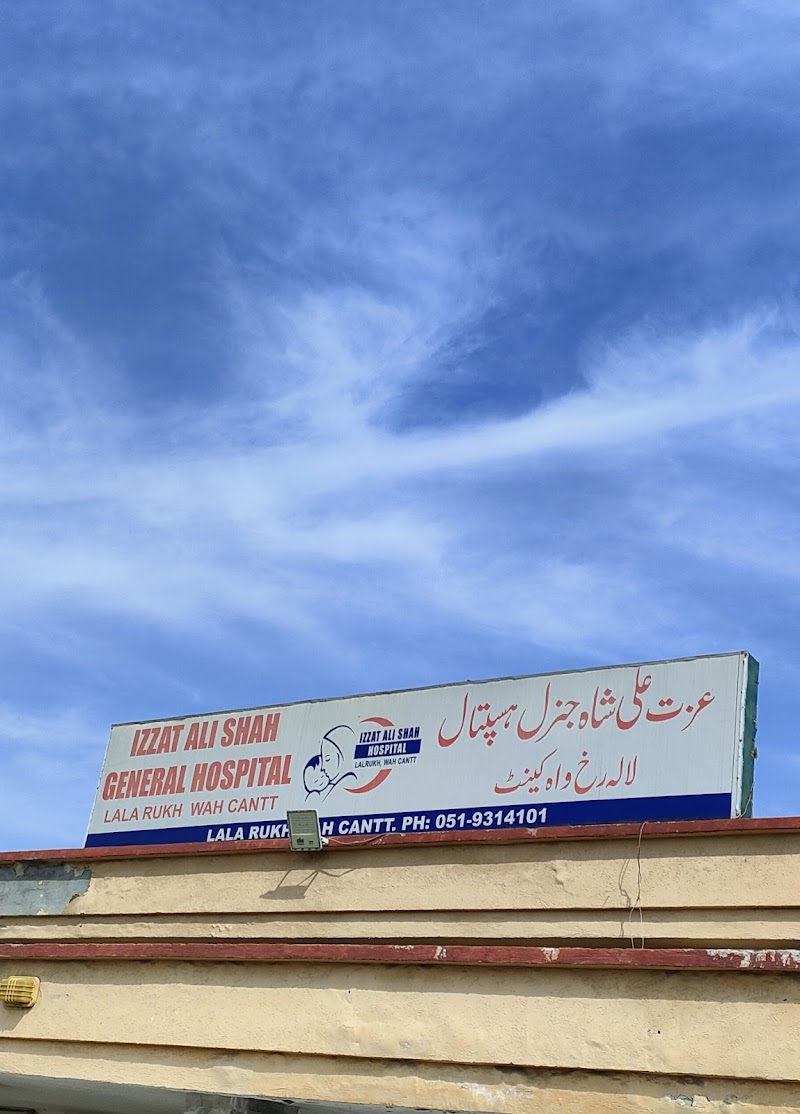 IZZAT ALI SHAH
GENERAL HOSPITAL
LALA RUKH WAH CANTT
IZZAT ALI SHAH
HOSPITAL
LALRUKH, WAH CANTT
عزت علی شاہ جنرل ہسپتال
لالہ رخ واہ کینٹ
LALA RUKH CANTT. PH: 051-9314101